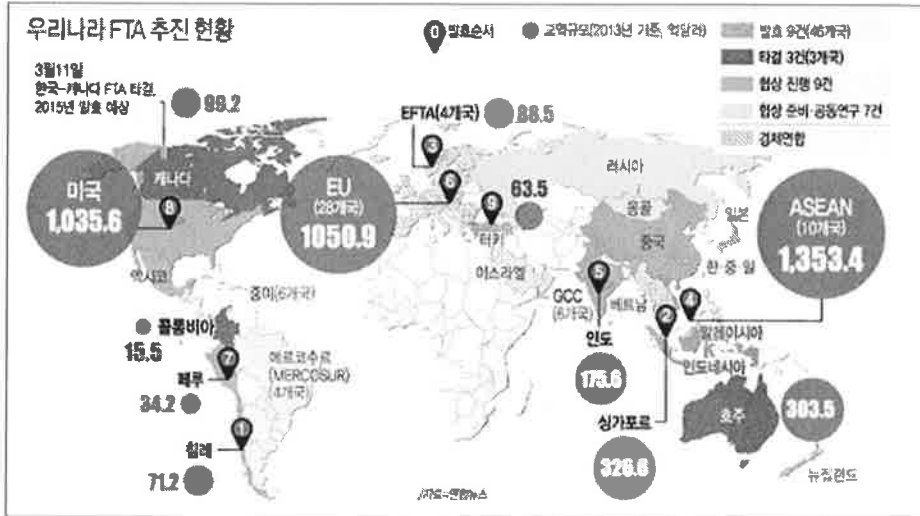 우리나라 FTA 추진 현황
발효순서
교역규모(2013년 기준, 억달러)
발효 9건(46개국)
타결 3건(3개국)
협상 진행 9건
협상 준비·공동연구 7건
경제연합
3월11일
한국-캐나다 FTA 타결,
2015년 발효 예상
99.2
EFTA(4개국)
88.5
캐나다
미국
1,035.6
8
멕시코
EU
(28개국)
1050.9
3
6
9
63.5
터키
이스라엘
러시아
몽골
중국
일본
한·중·일
ASEAN
(10개국)
1,353.4
중미(6개국)
콜롬비아
15.5
메르코수르
(MERCOSUR)
4개국)
페루
7
34.2
칠레
1
71.2
GCC
(6개국)
5
인도
175.6
베트남
2
4
말레이시아
인도네시아
싱가포르
326.6
호주
303.5
뉴질랜드
/자료=연합뉴스